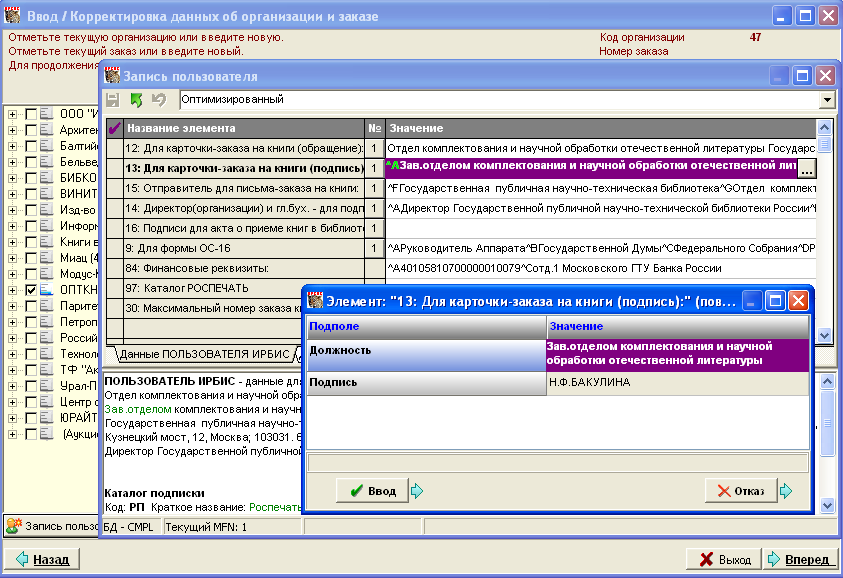 Ввод / Корректировка данных об организации и заказе
Отметьте текущую организацию или введите новую.
Код организации 47
Отметьте текущий заказ или введите новый.
Номер заказа
Для продолжения
Запись пользователя
Оптимизированный
Название элемента № Значение
12: Для карточки-заказа на книги (обращение): 1 Отдел комплектования и научной обработки отечественной литературы Государс
13: Для карточки-заказа на книги (подпись) 1 ^AЗав.отделом комплектования и научной обработки отечественной лит ...
15: Отправитель для письма-заказа на книги: 1 ^FГосударственная публичная научно-техническая библиотека^GОтдел комплект
14: Директор(организации) и гл.бух. - для подп 1 ^AДиректор Государственной публичной научно-технической библиотеки России^
16: Подписи для акта о приеме книг в библиот 1
9: Для формы ОС-16 1 ^AРуководитель Аппарата^BГосударственной Думы^CФедерального Собрания^DР
84: Финансовые реквизиты: ^A40105810700000010079^Cотд.1 Московского ГТУ Банка России
97: Каталог РОСПЕЧАТЬ
30: Максимальный номер заказа
Данные ПОЛЬЗОВАТЕЛЯ ИРБИС
ООО "И
Архитек
Балтий
Бельве
БИБКО
ВИНИТ
Изд-во
Информ
Книги в
Миац (4
Модус-
ОПТКН
Паритe
Петроп
Россий
Техноло
ТФ "Ак
Урал-П
Центр о
ЮРАЙТ
(Аукци
ПОЛЬЗОВАТЕЛЬ ИРБИС - данные для
Отдел комплектования и научной обра
Зав.отделом комплектования и научн
Государственная публичная научно-те
Кузнецкий мост, 12, Москва; 103031. 6
Директор Государственной публичной
Каталог подписки
Код: РП Краткое название: Роспечать
Элемент: "13: Для карточки-заказа на книги (подпись):" (пов...
Подполе Значение
Должность Зав.отделом комплектования и научной
обработки отечественной литературы
Подпись Н.Ф.БАКУЛИНА
Ввод Отказ
Запись пользо
БД - CMPL Текущий MFN: 1
Назад Выход Вперед